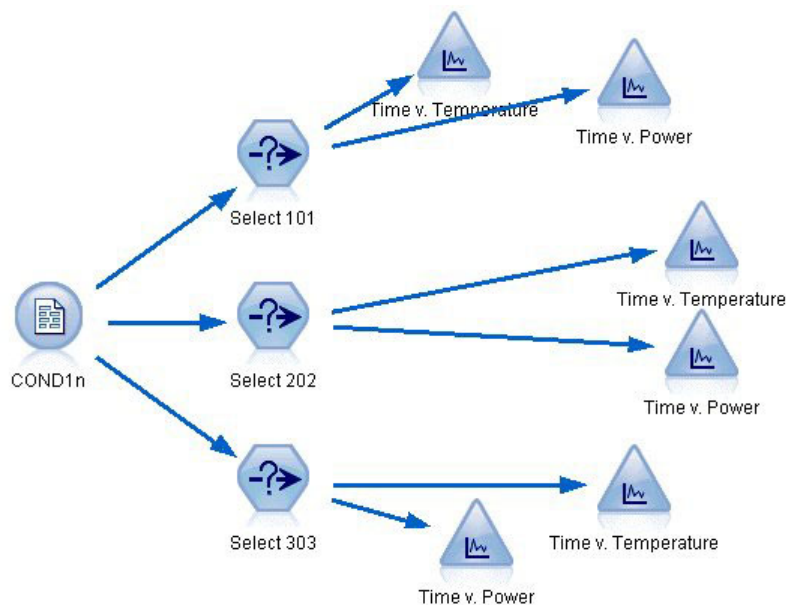 Time v. Temperature
Time v. Power
Select 101
Time v. Temperature
COND1n
Select 202
Time v. Power
Select 303
Time v. Temperature
Time v. Power